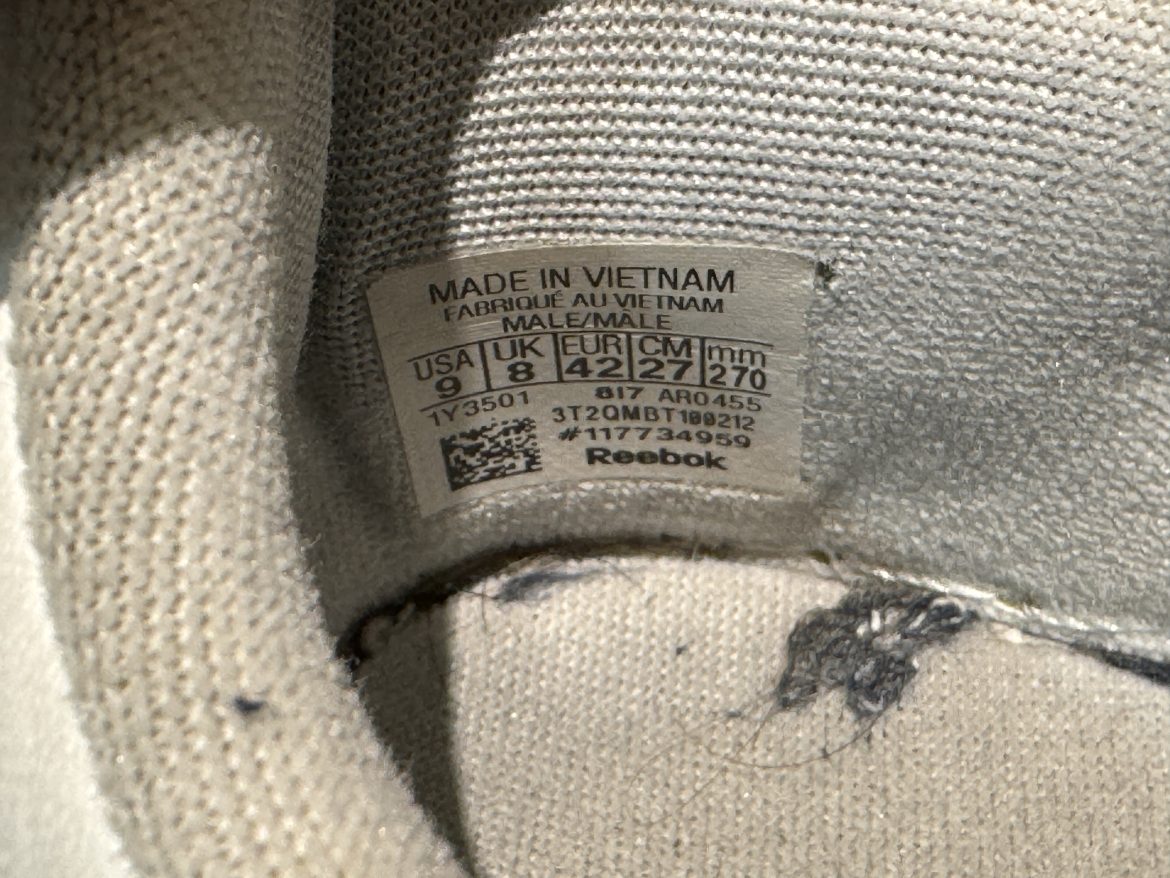 MADE IN VIETNAM
FABRIQUÉ AU VIETNAM
MALE/MALE
USA UK EUR CM mm
9 8 42 27 270
1Y3501 817 AR0455
3T2QMBT100212
#117734959
Reebok